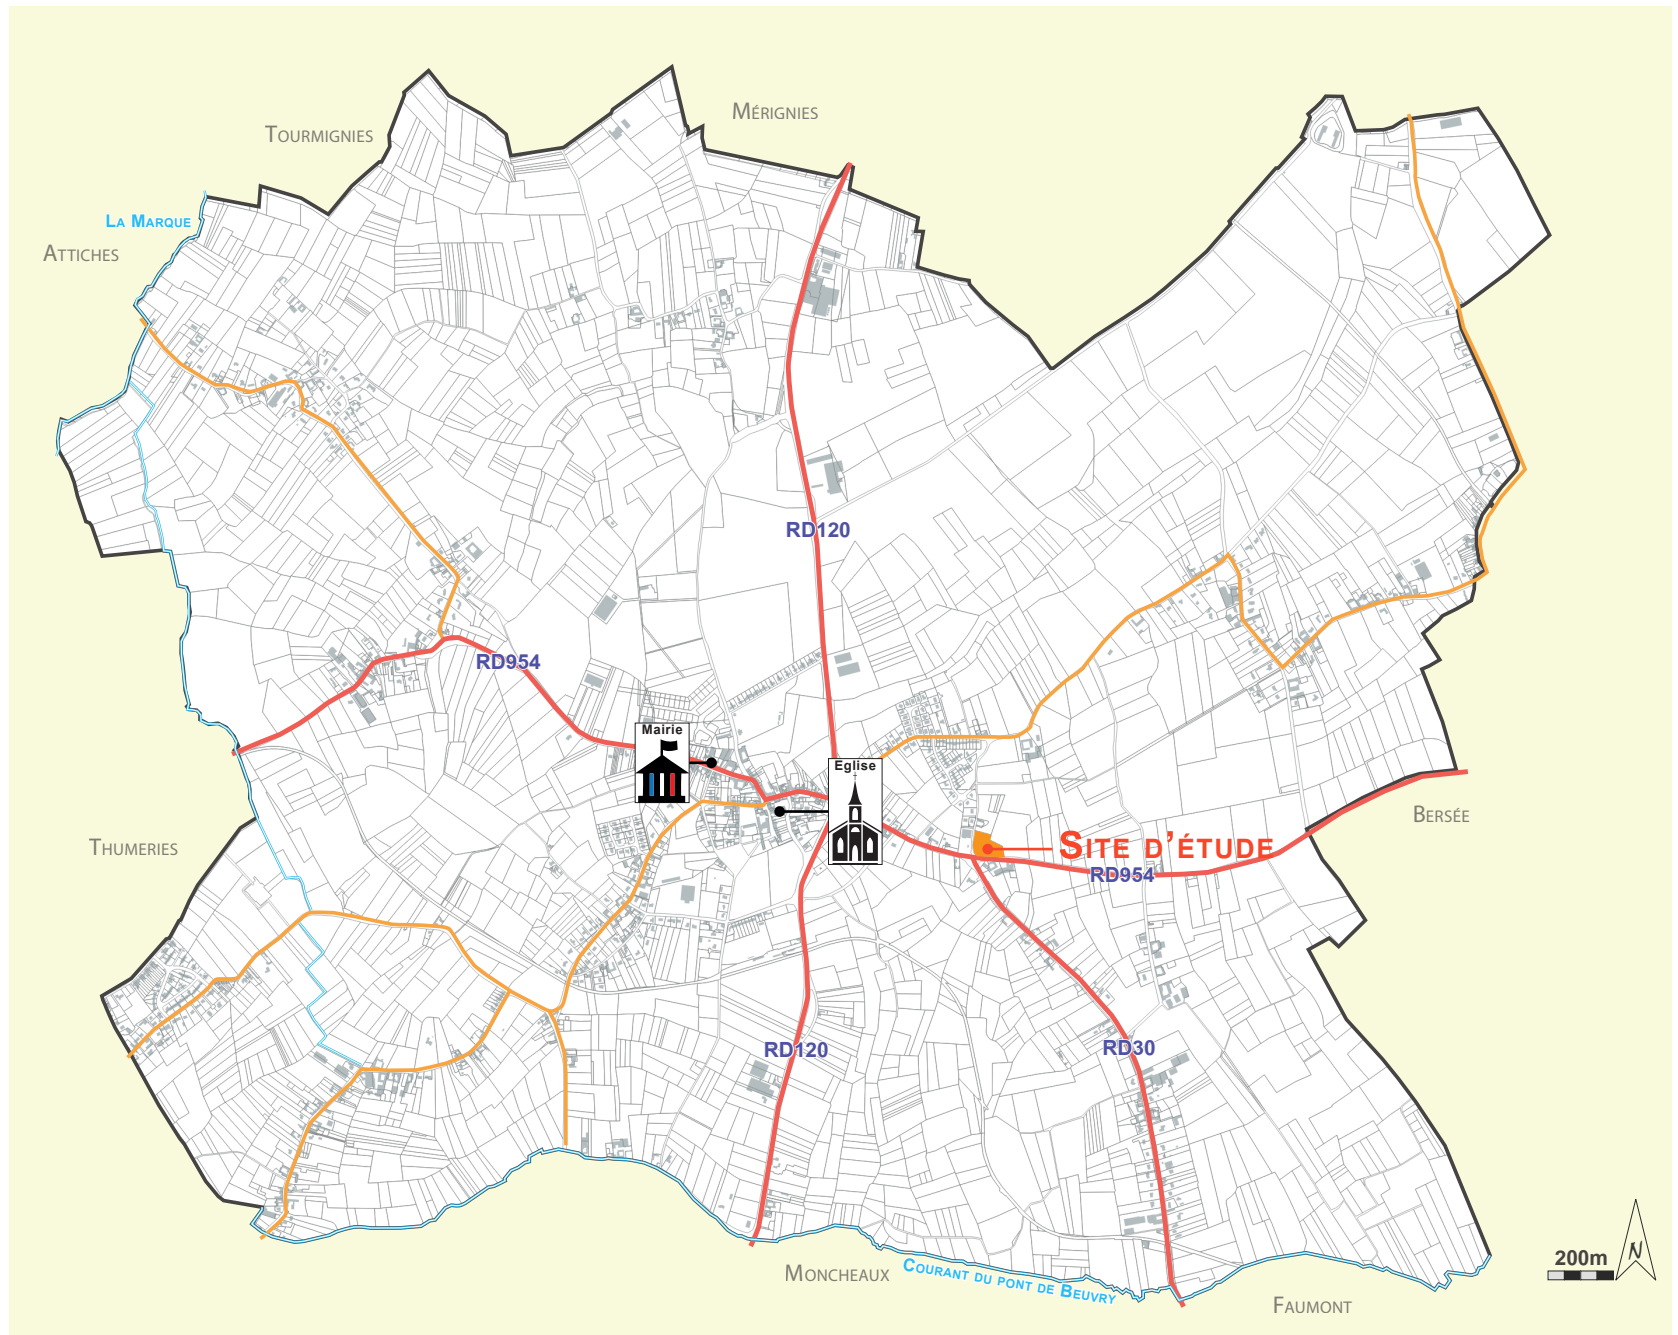 Mérignies
Tourmignies
La Marque
Attiches
RD120
RD954
Mairie
Eglise
Bersée
Site d'étude
Thumeries
RD954
RD120
RD30
200m
N
Moncheaux
Courant du pont de Beuvry
Faumont